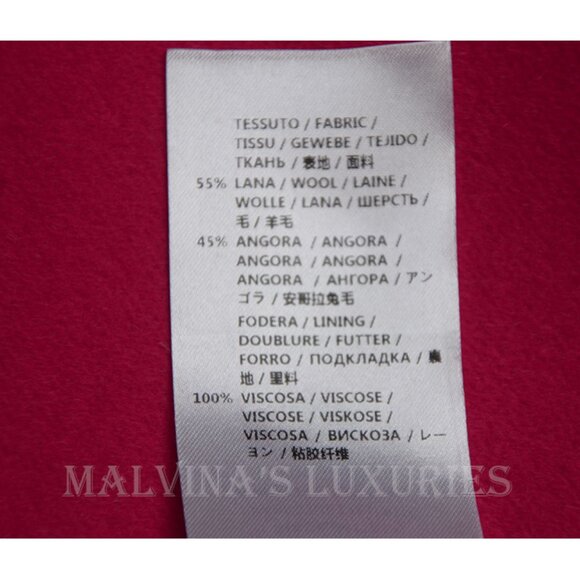 TESSUTO / FABRIC /
TISSU / GEWEBE / TEJIDO /
ТКАНЬ / 表地 / 面料
55% LANA / WOOL / LAINE /
WOLLE / LANA / ШЕРСТЬ /
毛 / 羊毛
45% ANGORA / ANGORA /
ANGORA / ANGORA /
ANGORA / АНГОРА / アン
ゴラ / 安哥拉兔毛
FODERA / LINING /
DOUBLURE / FUTTER /
FORRO / ПОДКЛАДКА / 裏
地 / 里料
100% VISCOSA / VISCOSE /
VISCOSE / VISKOSE /
VISCOSA / ВИСКОЗА / レー
ヨン / 粘胶纤维
MALVINA'S LUXURIES